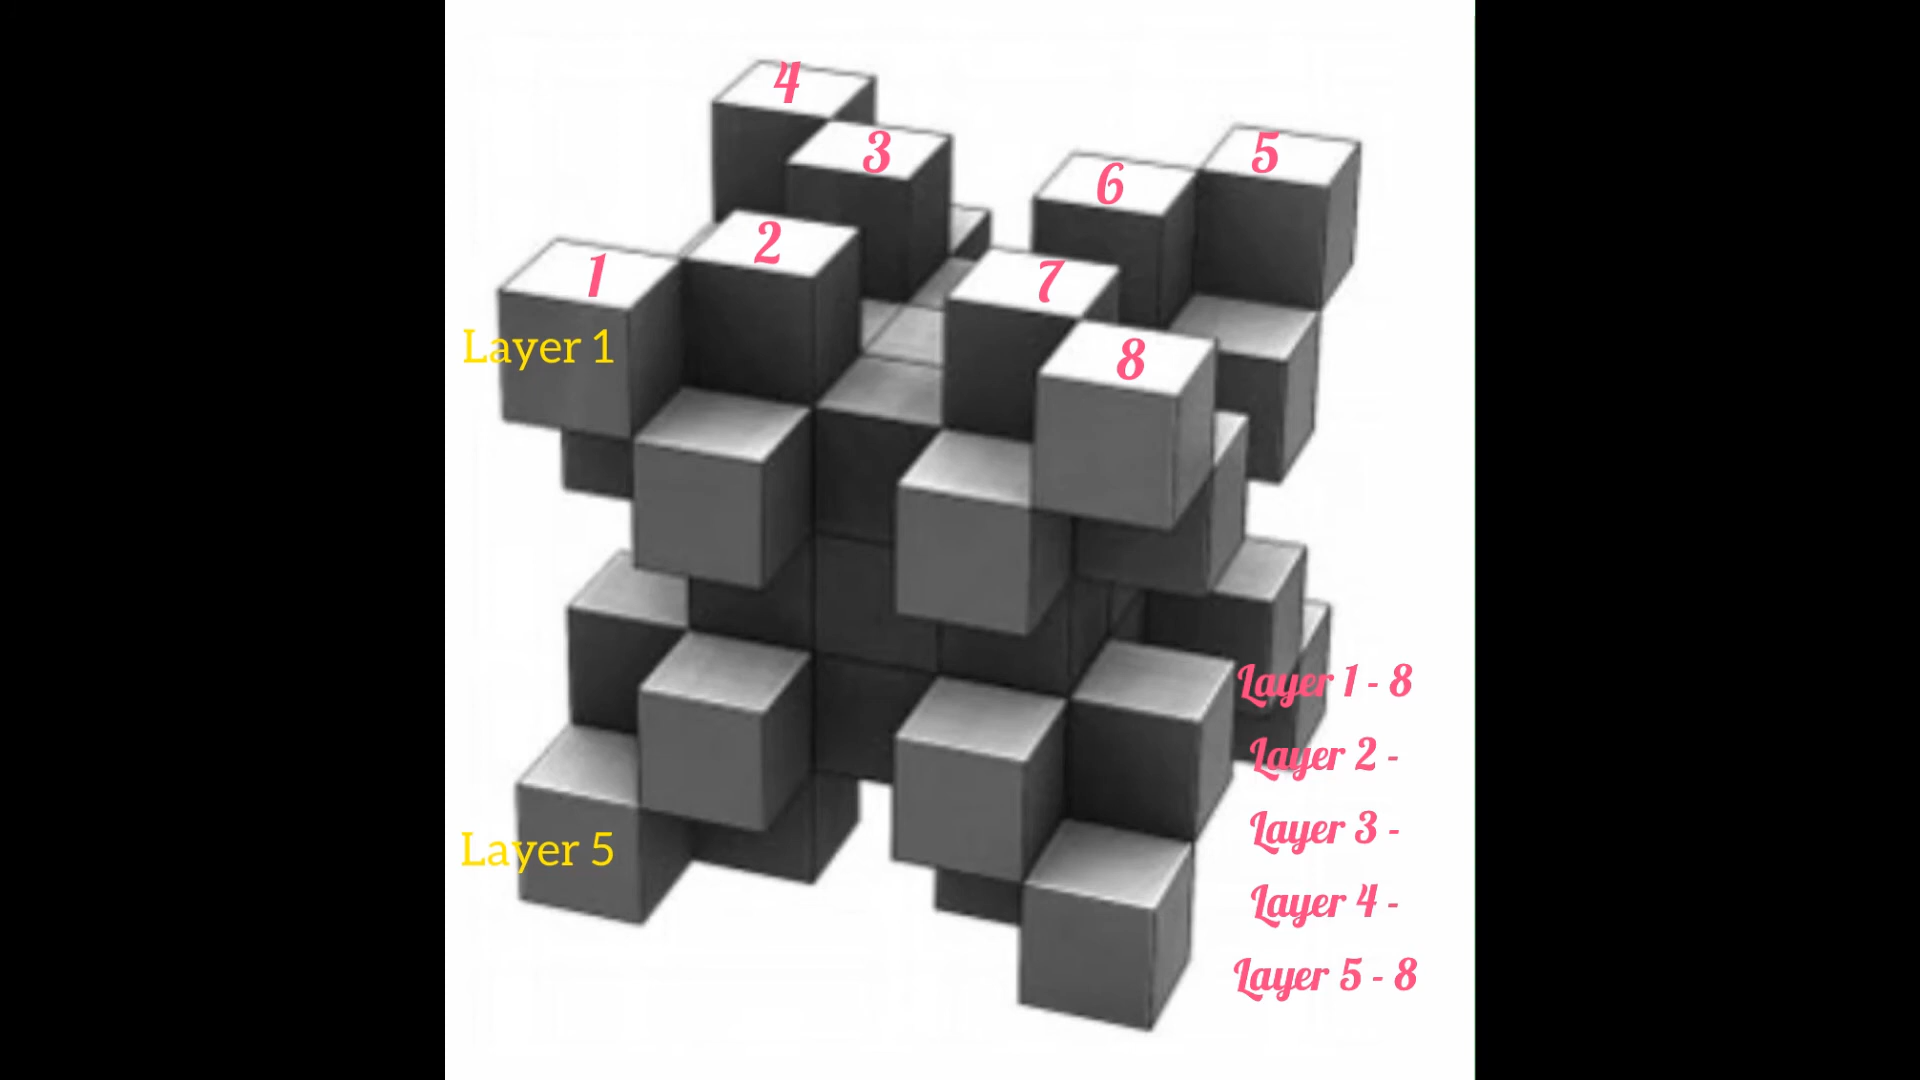 4
3
5
6
2
1
7
Layer 1
8
Layer 1 - 8
Layer 2 -
Layer 3 -
Layer 5
Layer 4 -
Layer 5 - 8